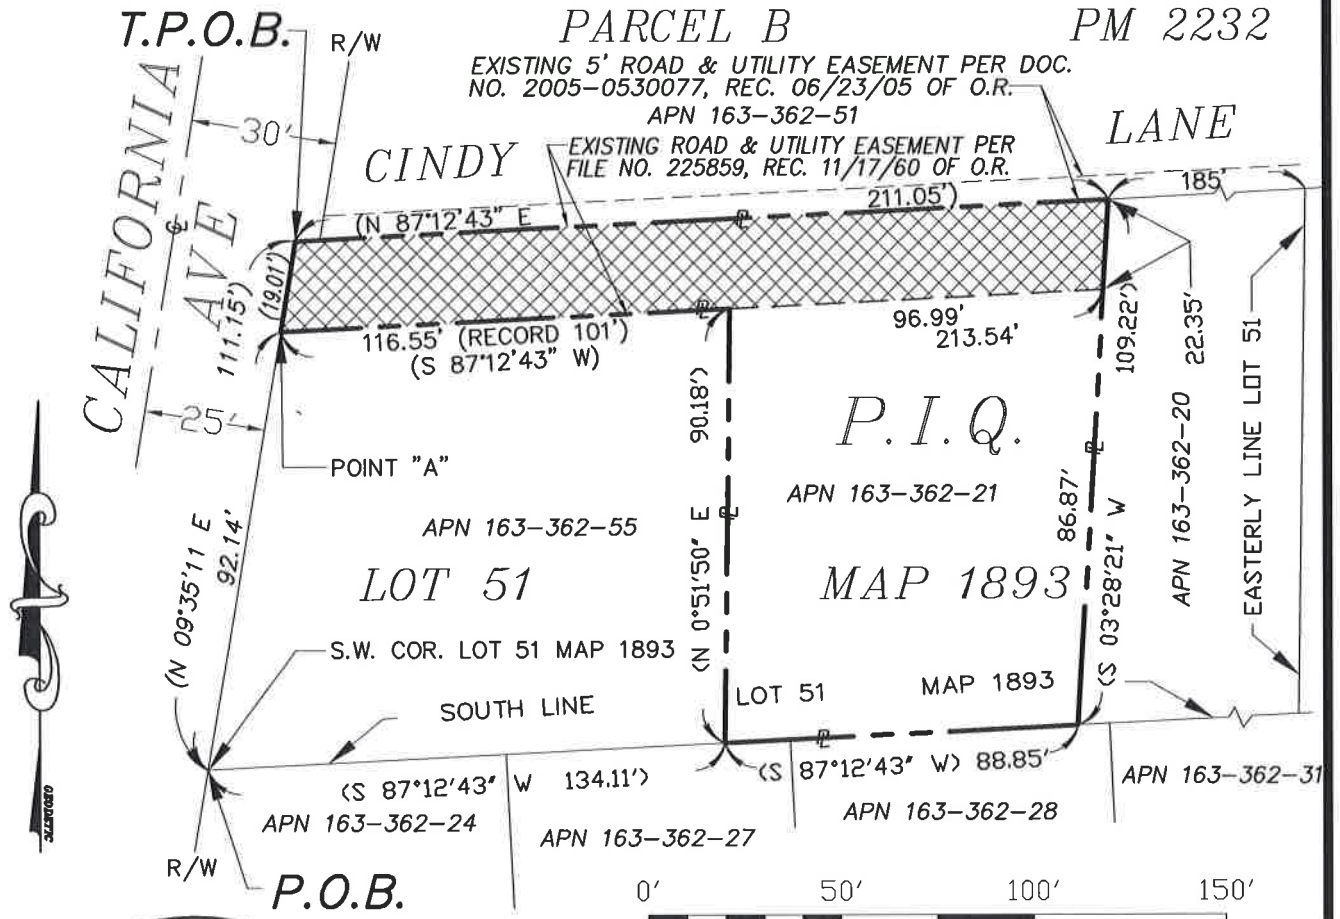 T.P.O.B.
R/W
PARCEL B
PM 2232
EXISTING 5' ROAD & UTILITY EASEMENT PER DOC.
NO. 2005-0530077, REC. 06/23/05 OF O.R.
APN 163-362-51
CALIFORNIA
AVE
30'
CINDY
LANE
EXISTING ROAD & UTILITY EASEMENT PER
FILE NO. 225859, REC. 11/17/60 OF O.R.
185'
(N 87°12'43" E
211.05')
℄
111.15')
(19.01')
116.55' (RECORD 101')
(S 87°12'43" W)
96.99'
213.54'
109.22')
22.35'
25'
90.18')
P.I.Q.
POINT "A"
APN 163-362-21
APN 163-362-55
86.87'
APN 163-362-20
EASTERLY LINE LOT 51
(N 09°35'11 E
92.14'
LOT 51
(N 0°51'50" E
MAP 1893
(S 03°28'21" W
S.W. COR. LOT 51 MAP 1893
LOT 51
MAP 1893
SOUTH LINE
(S 87°12'43" W
134.11')
(S 87°12'43" W) 88.85'
APN 163-362-31
APN 163-362-24
APN 163-362-27
APN 163-362-28
GEODETIC
R/W
P.O.B.
0'
50'
100'
150'